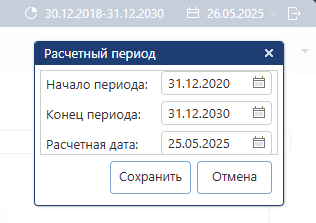 30.12.2018-31.12.2030 26.05.2025
Расчетный период
Начало периода: 31.12.2020
Конец периода: 31.12.2030
Расчетная дата: 25.05.2025
Сохранить Отмена